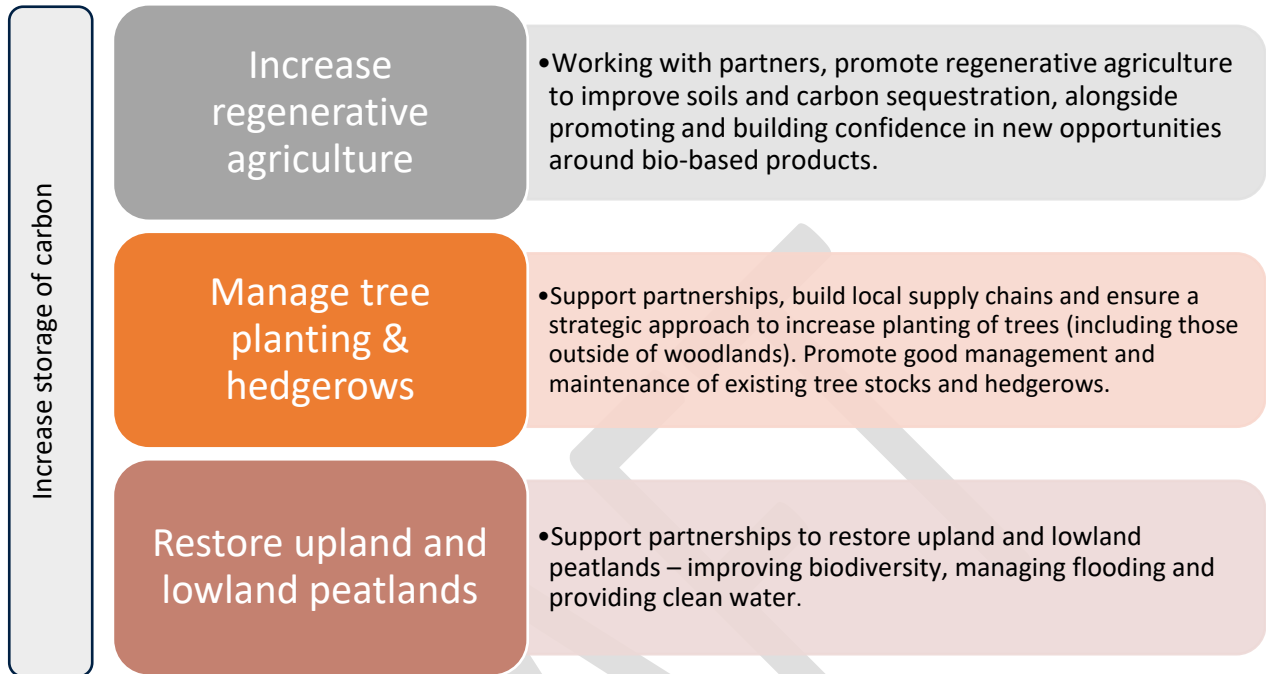 Increase storage of carbon
Increase
regenerative
agriculture
•Working with partners, promote regenerative agriculture
to improve soils and carbon sequestration, alongside
promoting and building confidence in new opportunities
around bio-based products.
Manage tree
planting &
hedgerows
•Support partnerships, build local supply chains and ensure a
strategic approach to increase planting of trees (including those
outside of woodlands). Promote good management and
maintenance of existing tree stocks and hedgerows.
Restore upland and
lowland peatlands
•Support partnerships to restore upland and lowland
peatlands – improving biodiversity, managing flooding and
providing clean water.